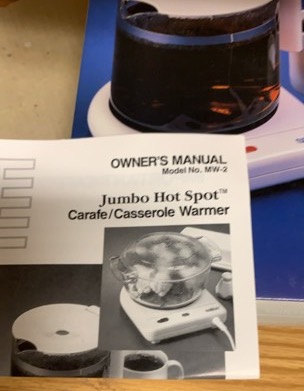 OWNER'S MANUAL
Model No. MW-2
Jumbo Hot Spot™
Carafe/Casserole Warmer